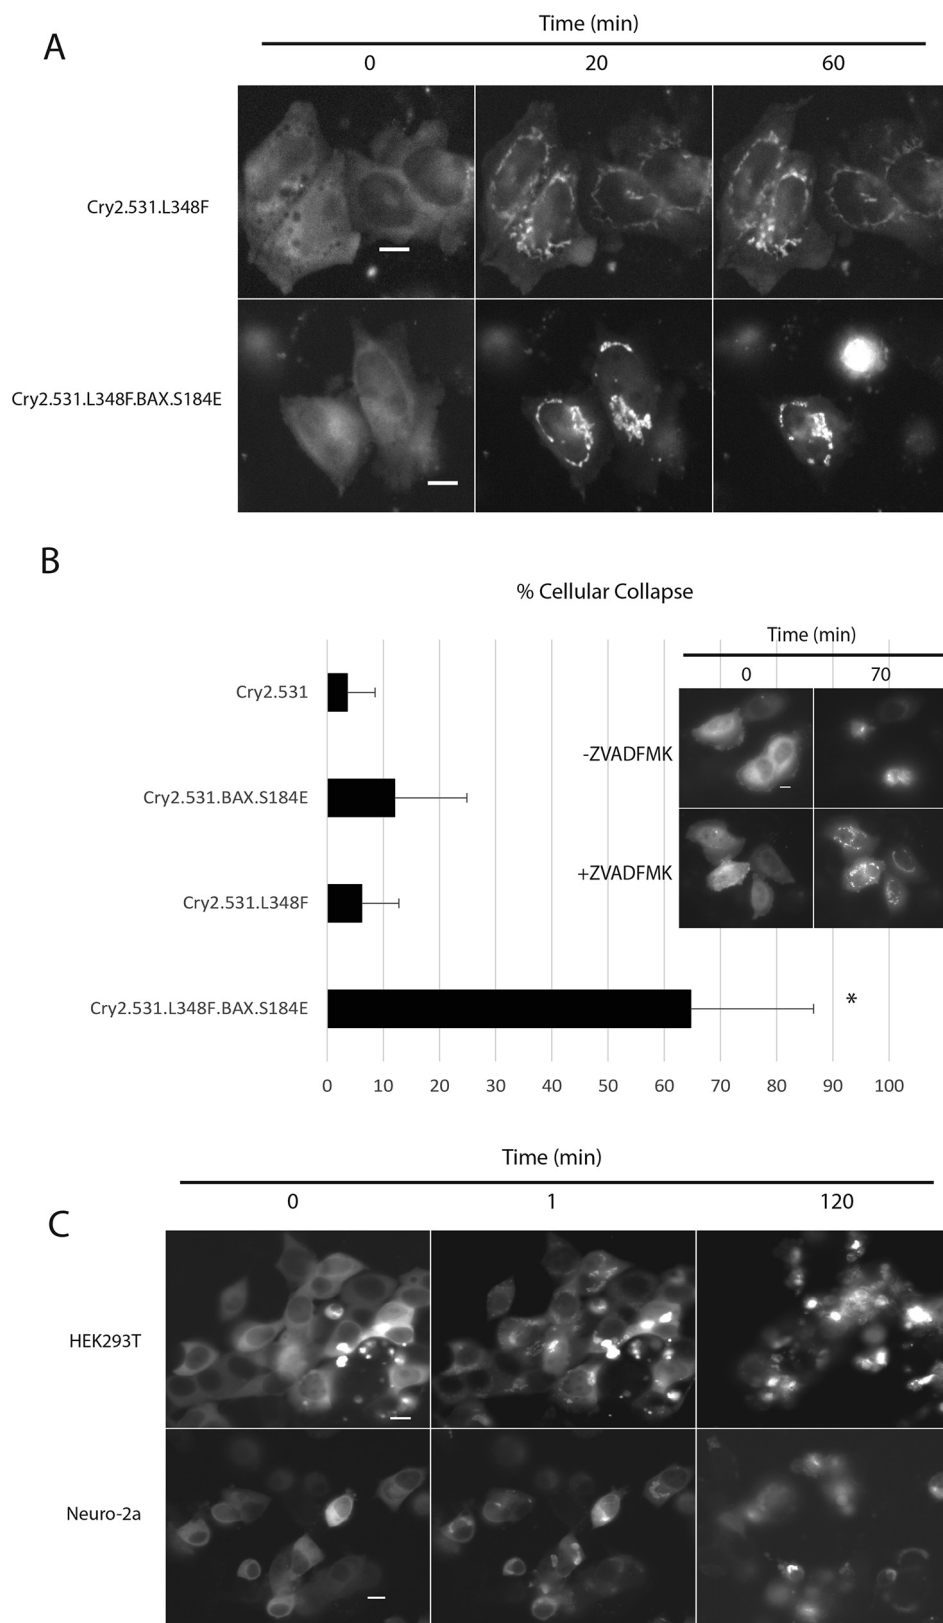 A
Time (min)
0 20 60
Cry2.531.L348F
Cry2.531.L348F.BAX.S184E
B
% Cellular Collapse
Time (min)
0 70
Cry2.531
-ZVADFMK
Cry2.531.BAX.S184E
+ZVADFMK
Cry2.531.L348F
Cry2.531.L348F.BAX.S184E *
0 10 20 30 40 50 60 70 80 90 100
Time (min)
0 1 120
C
HEK293T
Neuro-2a